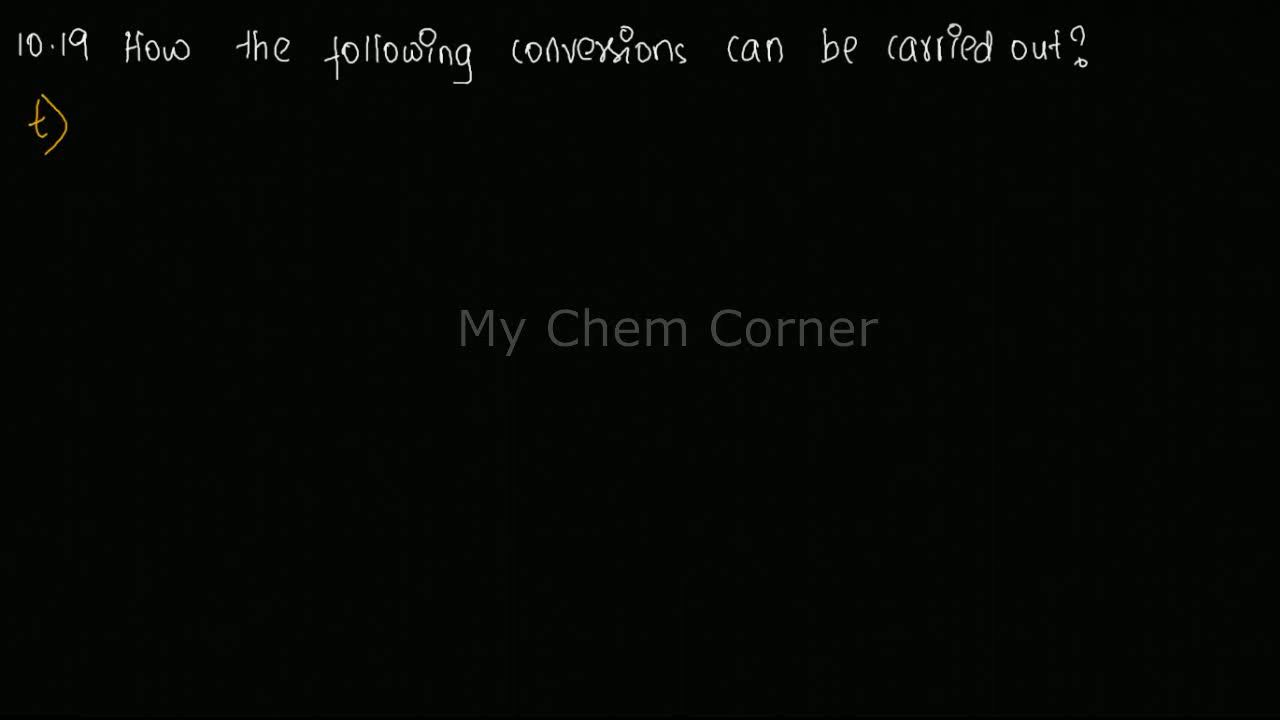 10.19 How the following conversions can be carried out?
t)
My Chem Corner